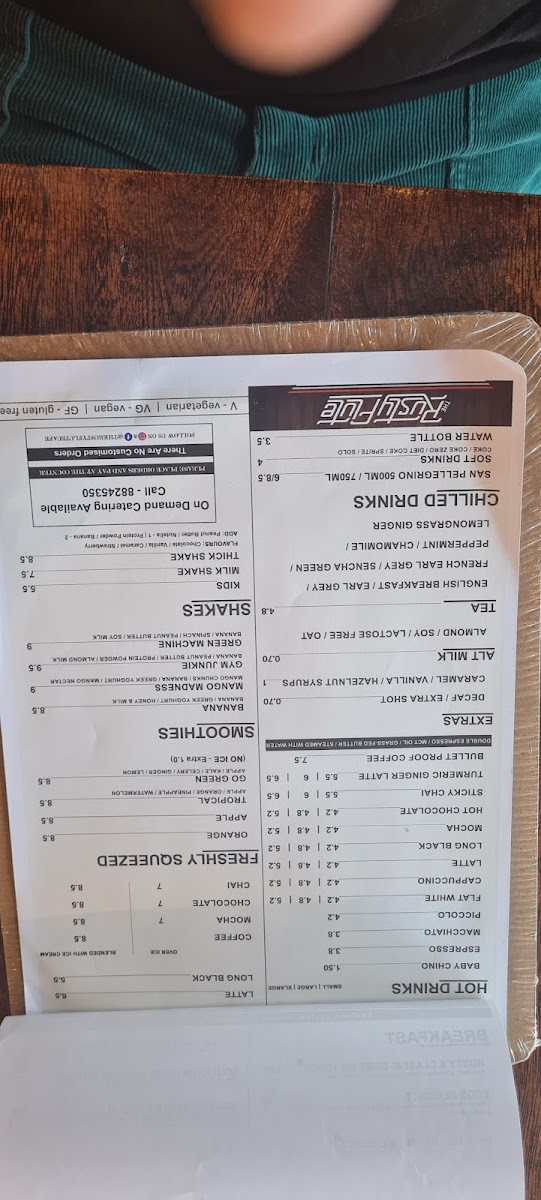 HOT DRINKS SMALL | LARGE | XLARGE
BABY CHINO 1.50
ESPRESSO 3.8
MACCHIATO 3.8
PICCOLO 4.2
FLAT WHITE 4.2 | 4.8 | 5.2
CAPPUCCINO 4.2 | 4.8 | 5.2
LATTE 4.2 | 4.8 | 5.2
LONG BLACK 4.2 | 4.8 | 5.2
MOCHA 4.2 | 4.8 | 5.2
HOT CHOCOLATE 4.2 | 4.8 | 5.2
STICKY CHAI 5.5 | 6 | 6.5
TURMERIC GINGER LATTE 5.5 | 6 | 6.5
BULLET PROOF COFFEE 7.5
DOUBLE ESPRESSO / MCT OIL / GRASS-FED BUTTER / STEAMED WITH WATER
EXTRAS
DECAF / EXTRA SHOT 0.70
CARAMEL / VANILLA / HAZELNUT SYRUPS 1
ALT MILK 0.70
ALMOND / SOY / LACTOSE FREE / OAT
TEA 4.8
ENGLISH BREAKFAST / EARL GREY /
FRENCH EARL GREY / SENCHA GREEN /
PEPPERMINT / CHAMOMILE /
LEMONGRASS GINGER
CHILLED DRINKS
SAN PELLEGRINO 500ML / 750ML 6/8.5
SOFT DRINKS 4
COKE / COKE ZERO / DIET COKE / SPRITE / SOLO
WATER BOTTLE 3.5
THE Rusty Plate
LATTE 6.5
LONG BLACK 5.5
OVER ICE BLENDED WITH ICE CREAM
COFFEE 8.5
MOCHA 7 8.5
CHOCOLATE 7 8.5
CHAI 7 8.5
FRESHLY SQUEEZED
ORANGE 8.5
APPLE 8.5
TROPICAL 8.5
APPLE / ORANGE / PINEAPPLE / WATERMELON
GO GREEN 8.5
APPLE / KALE / CELERY / GINGER / LEMON
(NO ICE - Extra 1.0)
SMOOTHIES
BANANA 8.5
BANANA / GREEK YOGHURT / HONEY & MILK
MANGO MADNESS 9
MANGO CHUNKS / BANANA / GREEK YOGHURT / MANGO NECTAR
GYM JUNKIE 9.5
BANANA / PEANUT BUTTER / PROTEIN POWDER / ALMOND MILK
GREEN MACHINE 9
BANANA / SPINACH / PEANUT BUTTER / SOY MILK
SHAKES
KIDS 5.5
MILK SHAKE 7.5
THICK SHAKE 8.5
FLAVOURS: Chocolate / Vanilla / Caramel / Strawberry
ADD: Peanut Butter / Nutella - 1 / Protein Powder / Banana - 2
On Demand Catering Available
Call - 88245350
PLEASE PLACE ORDERS AND PAY AT THE COUNTER
There Are No Customised Orders
FOLLOW US ON & @THERUSTYPLATECAFE
V - vegetarian | VG - vegan | GF - gluten free
BREAKFAST